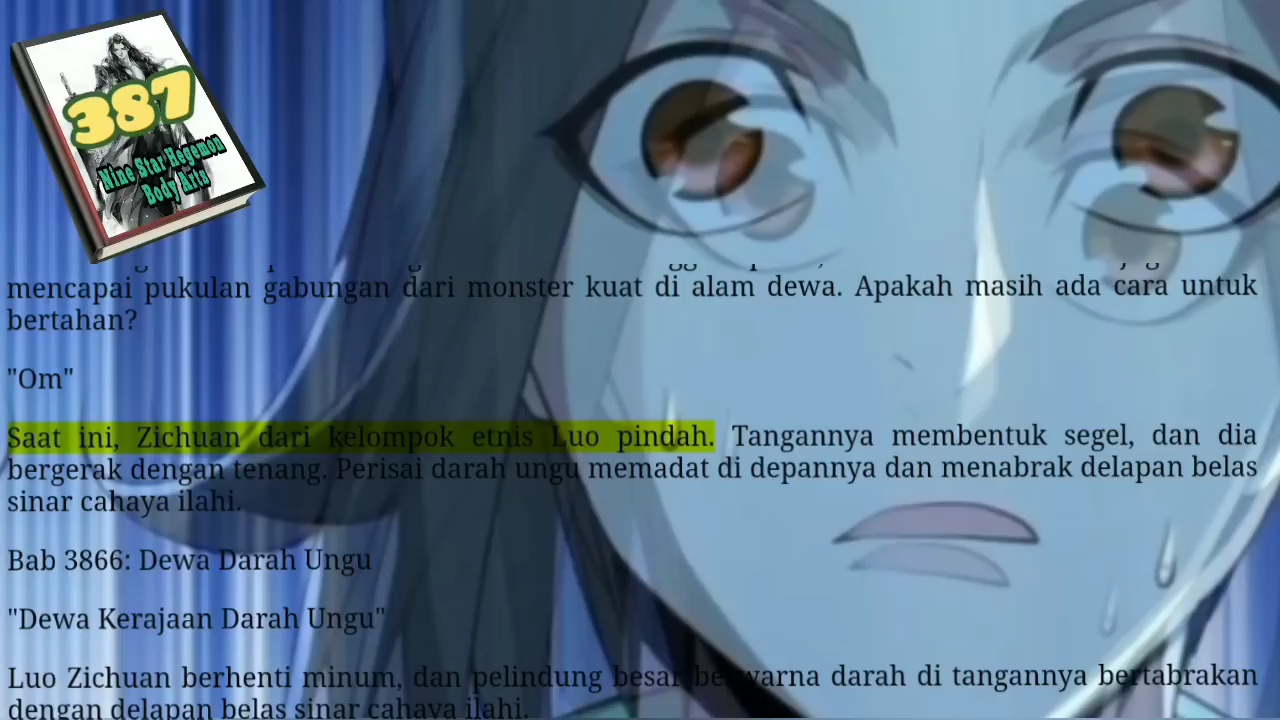 387
Nine Star Hegemon
Body Arts
mencapai pukulan gabungan dari monster kuat di alam dewa. Apakah masih ada cara untuk
bertahan?
"Om"
Saat ini, Zichuan dari kelompok etnis Luo pindah. Tangannya membentuk segel, dan dia
bergerak dengan tenang. Perisai darah ungu memadat di depannya dan menabrak delapan belas
sinar cahaya ilahi.
Bab 3866: Dewa Darah Ungu
"Dewa Kerajaan Darah Ungu"
Luo Zichuan berhenti minum, dan pelindung besar berwarna darah di tangannya bertabrakan
dengan delapan belas sinar cahaya ilahi.